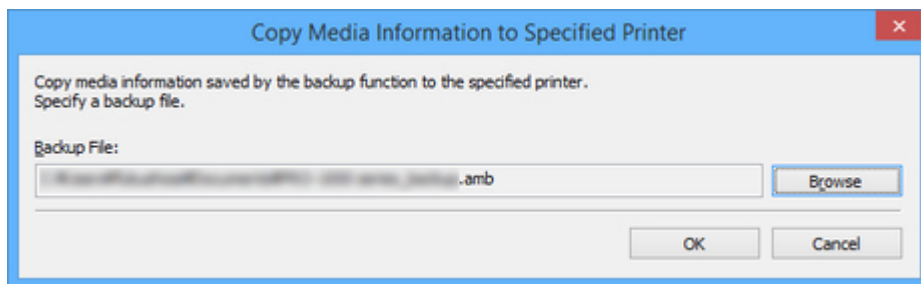 Copy Media Information to Specified Printer
Copy media information saved by the backup function to the specified printer.
Specify a backup file.
Backup File:
.amb
Browse
OK
Cancel